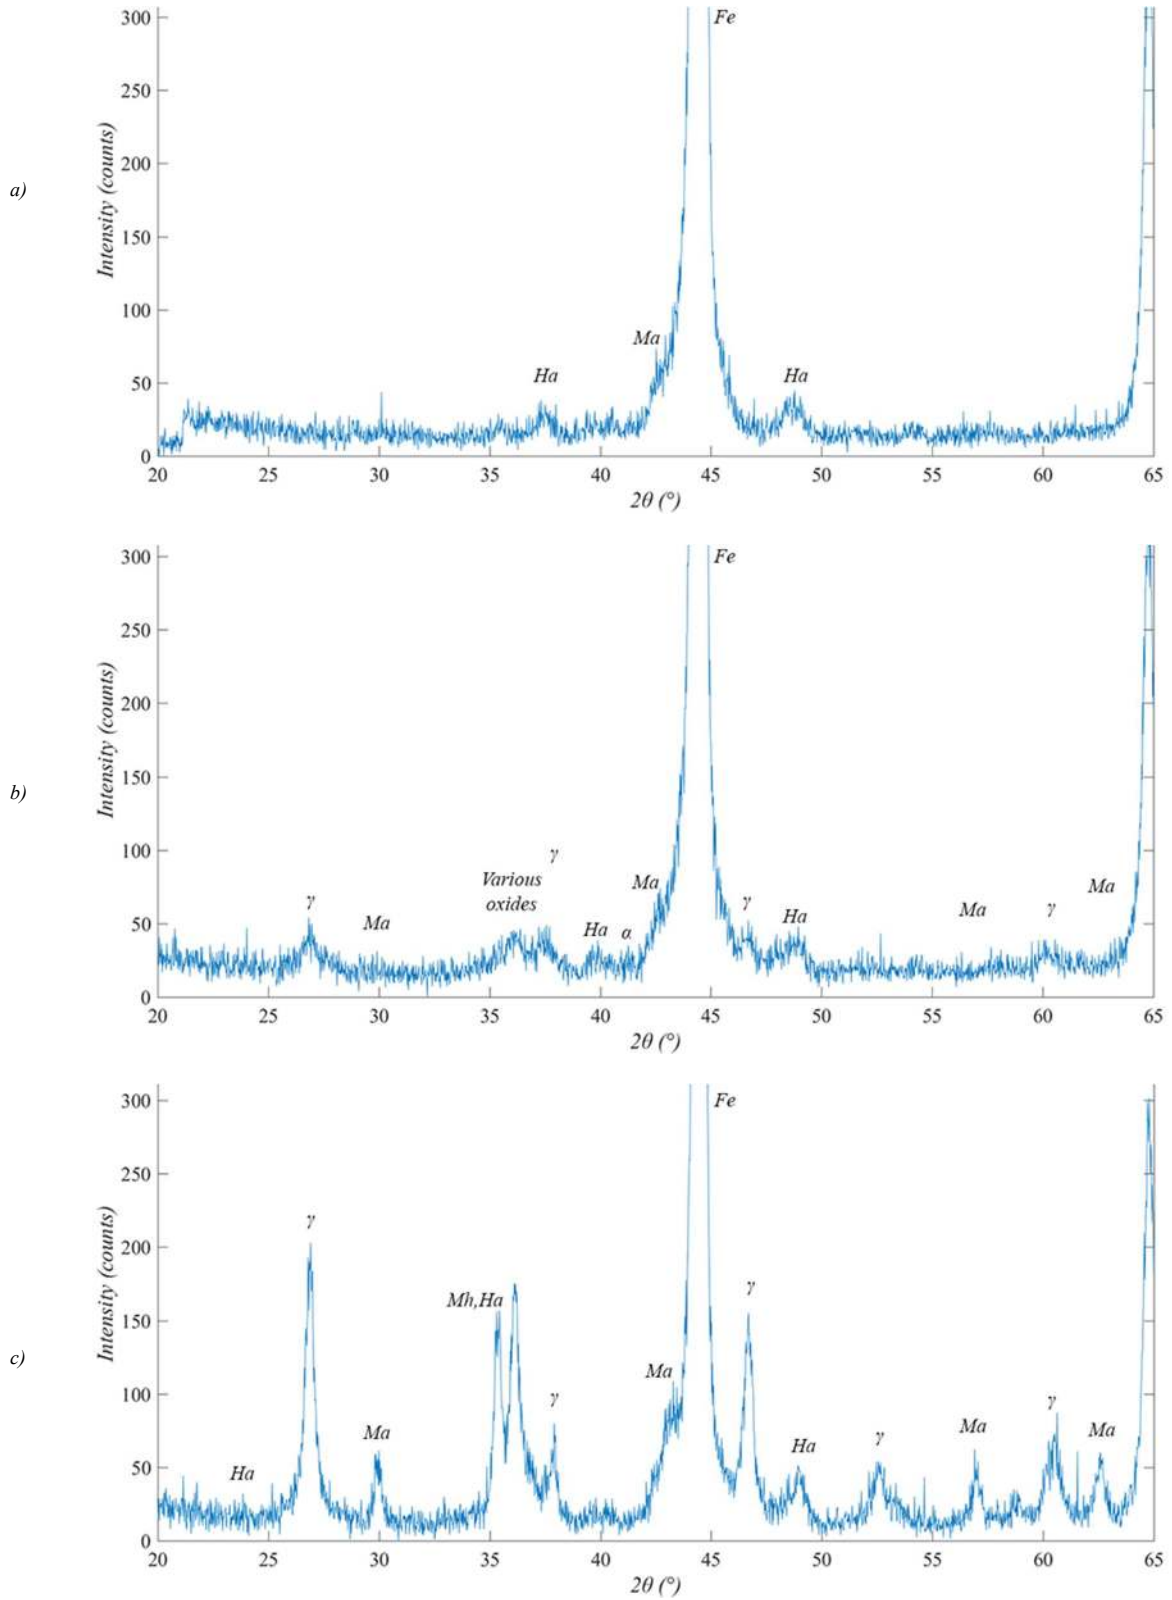 a)
Intensity (counts)
300
250
200
150
100
50
0
Fe
Ma
Ha
Ha
20 25 30 35 40 45 50 55 60 65
2θ (°)
b)
Intensity (counts)
300
250
200
150
100
50
0
Fe
γ
Various
oxides
γ
Ma
Ha
α
Ma
γ
Ha
Ma
γ
Ma
20 25 30 35 40 45 50 55 60 65
2θ (°)
c)
Intensity (counts)
300
250
200
150
100
50
0
Fe
Ha
γ
Ma
Mh,Ha
γ
Ma
γ
Ha
γ
Ma
γ
Ma
20 25 30 35 40 45 50 55 60 65
2θ (°)